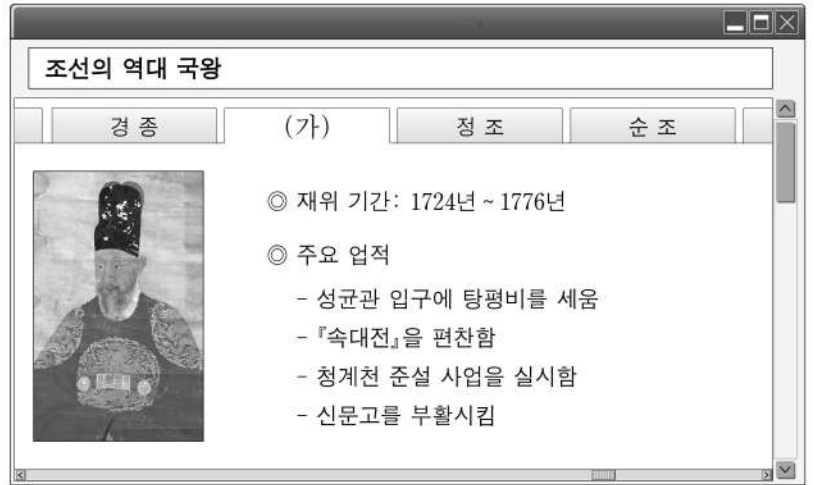 조선의 역대 국왕
경 종
(가)
정 조
순 조
◎ 재위 기간: 1724년 ~ 1776년
◎ 주요 업적
- 성균관 입구에 탕평비를 세움
- 『속대전』을 편찬함
- 청계천 준설 사업을 실시함
- 신문고를 부활시킴